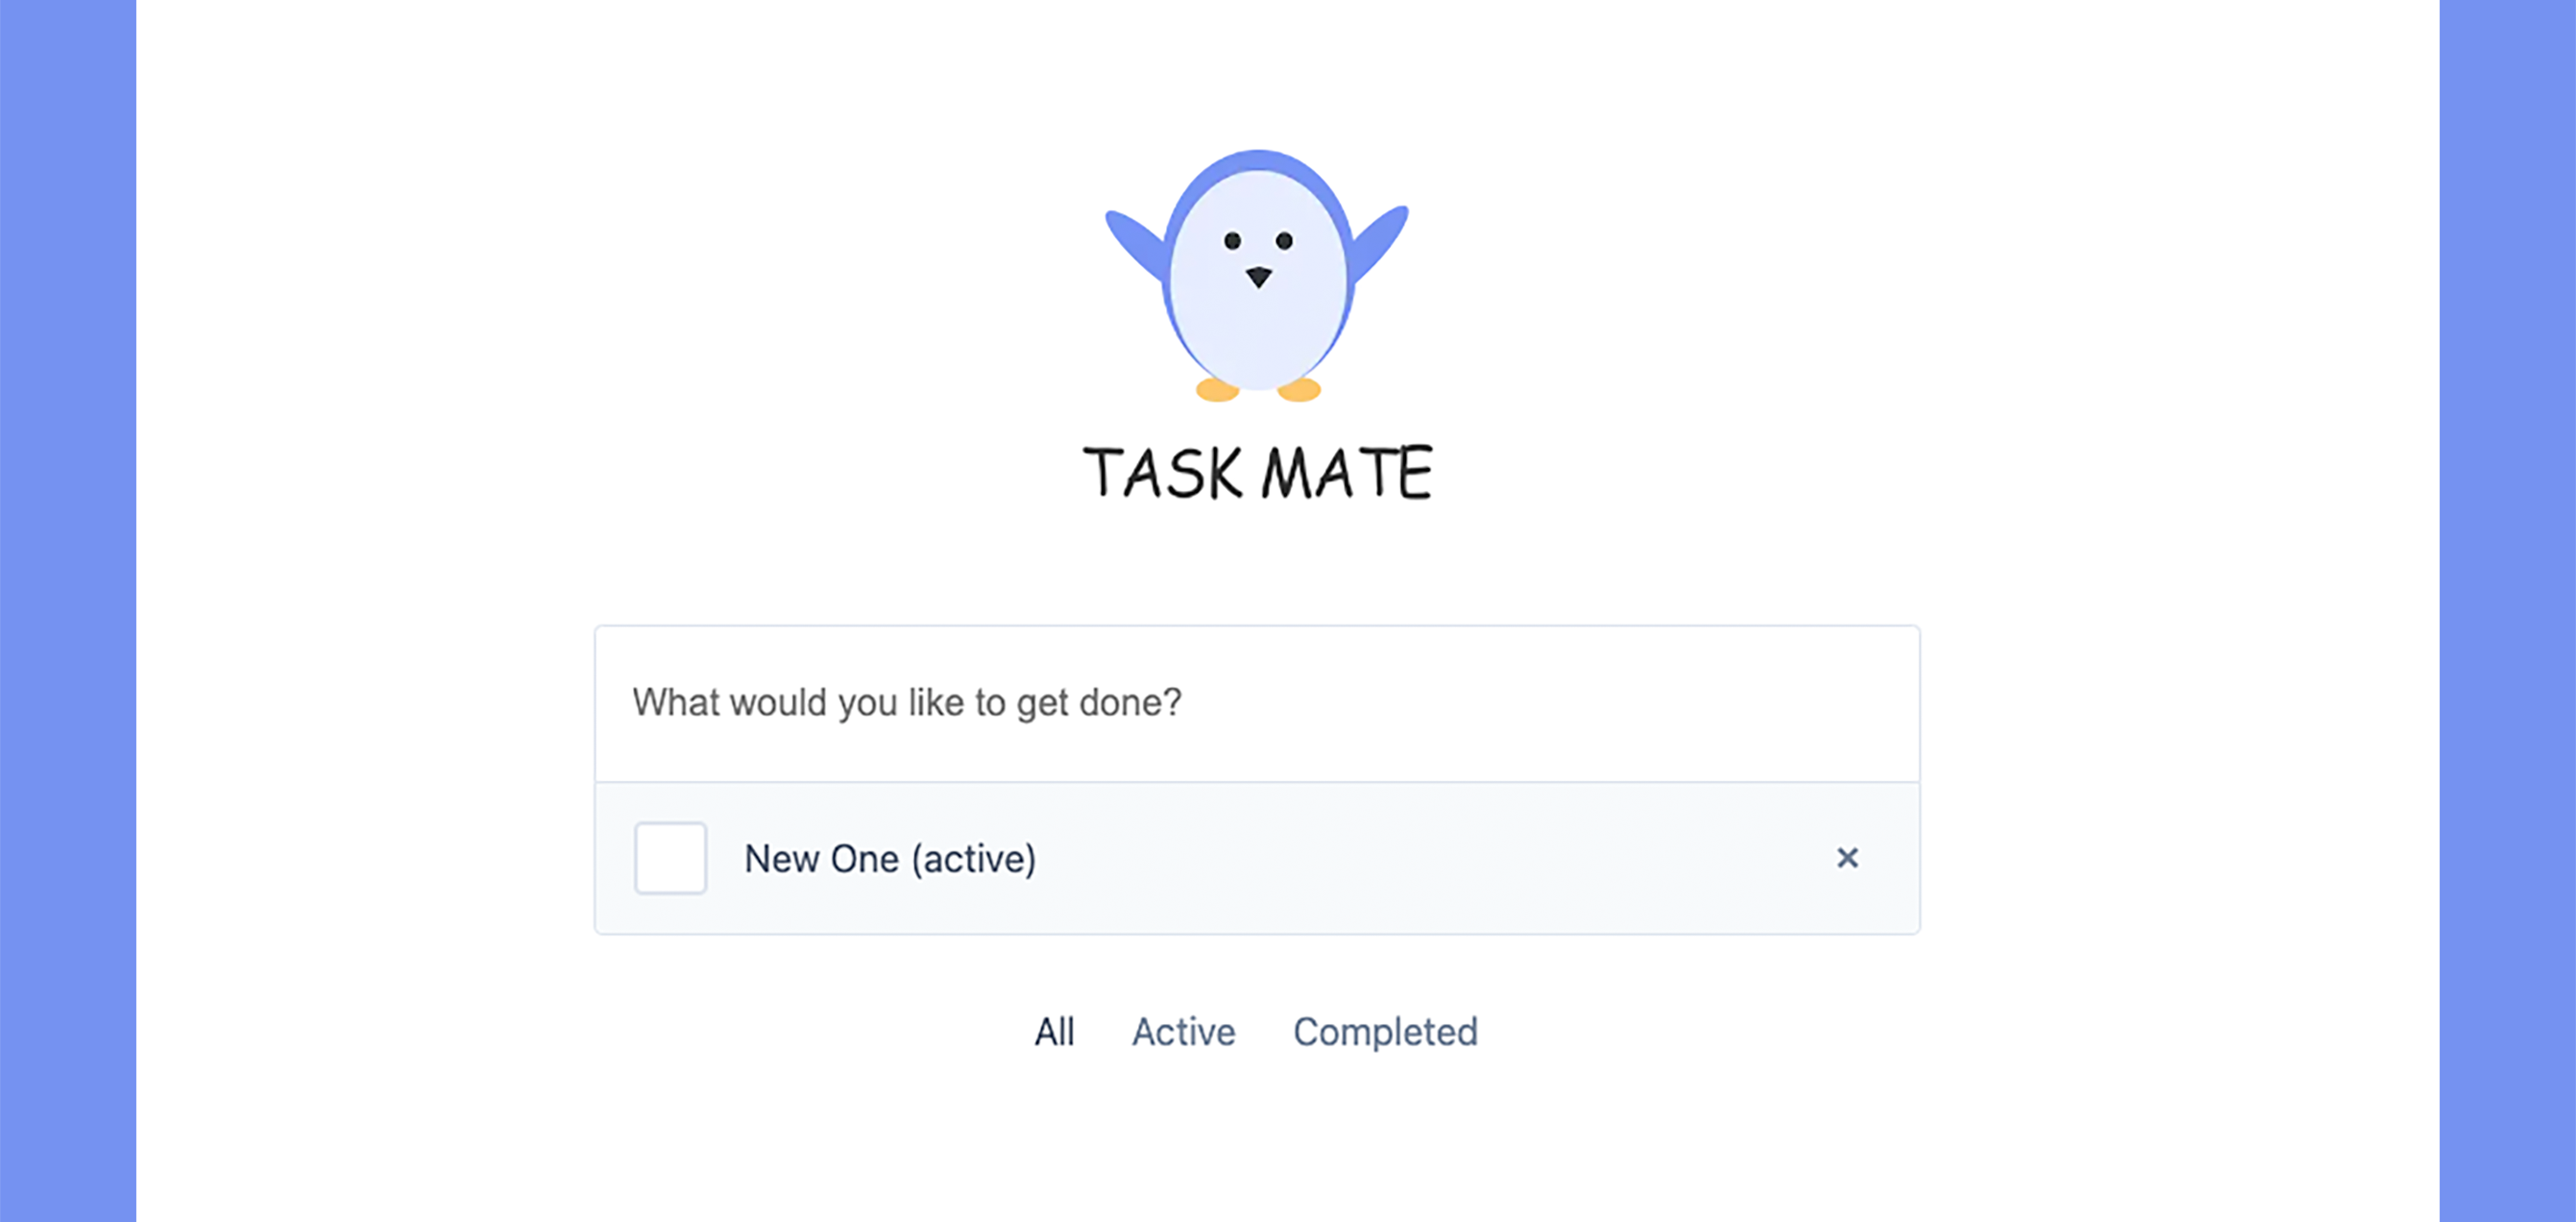 TASK MATE
What would you like to get done?
New One (active) ×
All Active Completed